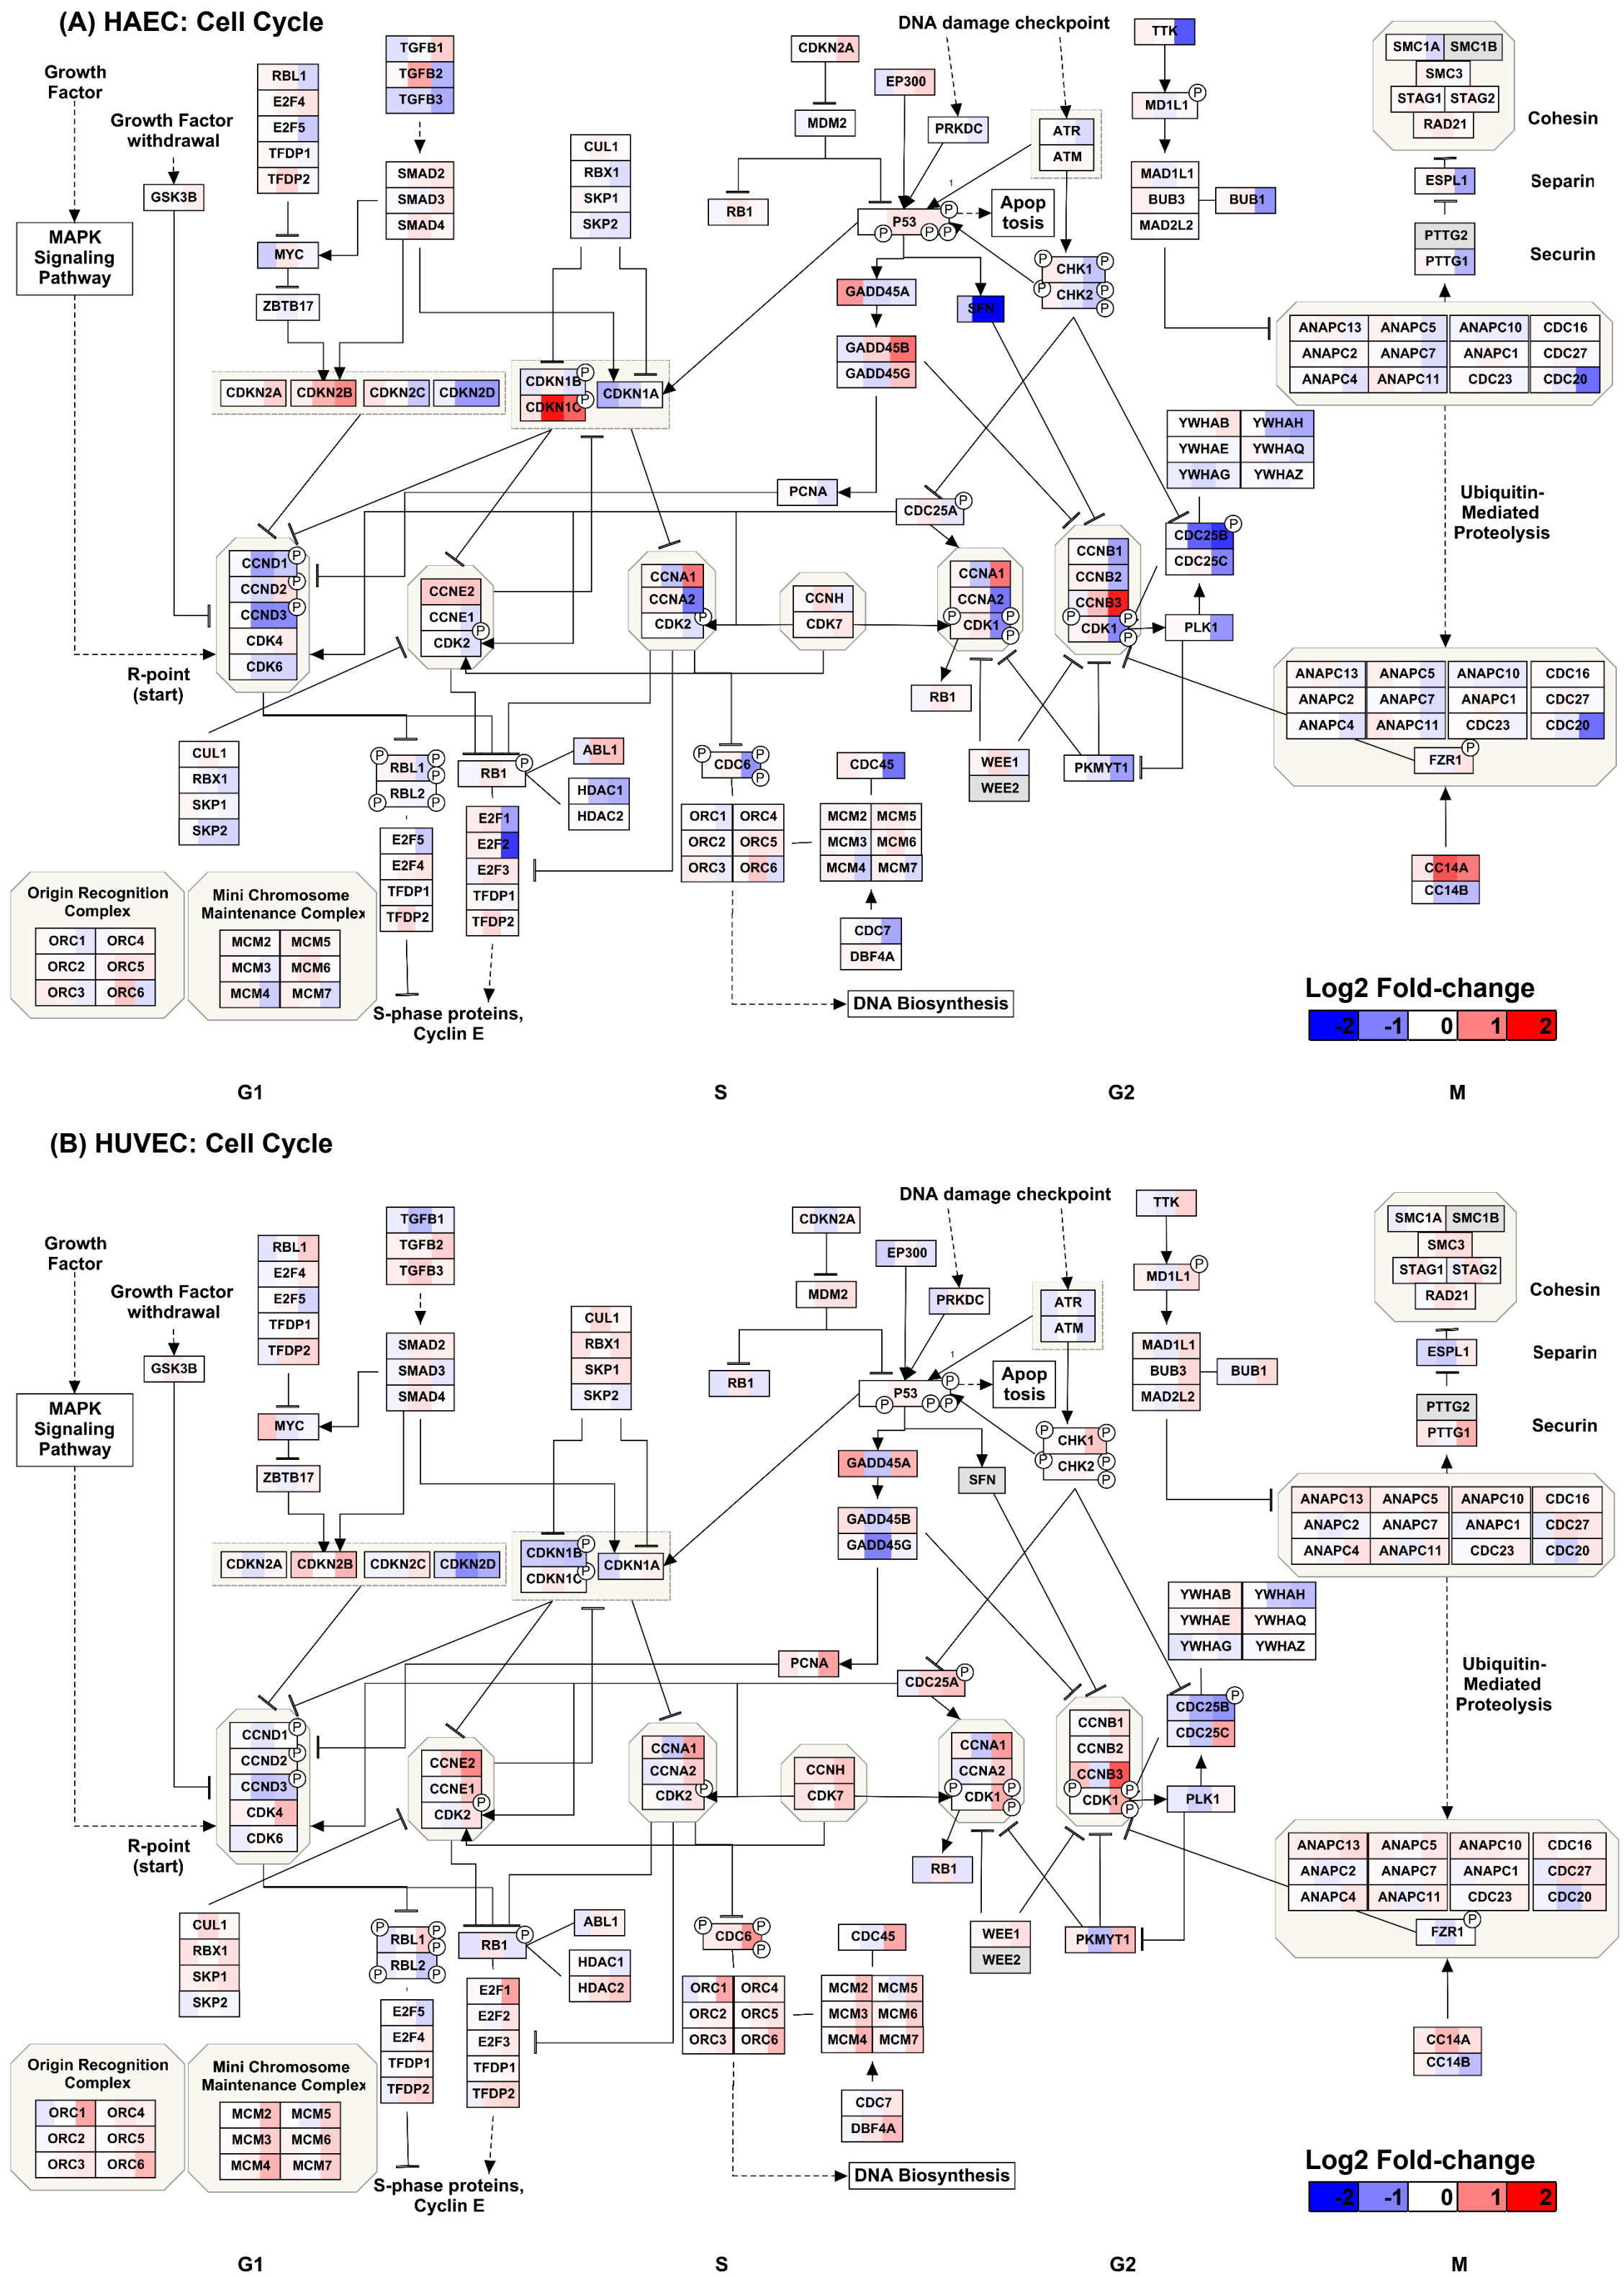 (A) HAEC: Cell Cycle
DNA damage checkpoint
Growth
Factor
Growth Factor
withdrawal
GSK3B
MAPK
Signaling
Pathway
RBL1
E2F4
E2F5
TFDP1
TFDP2
MYC
ZBTB17
TGFB1
TGFB2
TGFB3
SMAD2
SMAD3
SMAD4
CUL1
RBX1
SKP1
SKP2
CDKN2A
MDM2
RB1
EP300
PRKDC
ATR
ATM
1
P53
P
P
P P
Apop
tosis
CHK1
CHK2
P
P
P
P
P
GADD45A
SFN
GADD45B
GADD45G
TTK
MD1L1
P
MAD1L1
BUB3
MAD2L2
BUB1
SMC1A SMC1B
SMC3
STAG1 STAG2
RAD21
Cohesin
ESPL1
Separin
PTTG2
PTTG1
Securin
ANAPC13 ANAPC5 ANAPC10 CDC16
ANAPC2 ANAPC7 ANAPC1 CDC27
ANAPC4 ANAPC11 CDC23 CDC20
CDKN2A CDKN2B CDKN2C CDKN2D
CDKN1B
P
CDKN1C
P
CDKN1A
YWHAB YWHAH
YWHAE YWHAQ
YWHAG YWHAZ
Ubiquitin-
Mediated
Proteolysis
PCNA
CDC25A
P
CDC25B
P
CDC25C
PLK1
CCND1
P
CCND2
P
CCND3
P
CDK4
CDK6
R-point
(start)
CCNE2
CCNE1
CDK2
P
CCNA1
CCNA2
CDK2
P
CCNH
CDK7
CCNA1
CCNA2
CDK1
P
P
P
CCNB1
CCNB2
CCNB3
CDK1
P
P
P
RB1
WEE1
WEE2
PKMYT1
ANAPC13 ANAPC5 ANAPC10 CDC16
ANAPC2 ANAPC7 ANAPC1 CDC27
ANAPC4 ANAPC11 CDC23 CDC20
FZR1
P
CC14A
CC14B
CUL1
RBX1
SKP1
SKP2
RBL1
RBL2
P
P
P
P
P
RB1
P
ABL1
HDAC1
HDAC2
E2F5
E2F4
TFDP1
TFDP2
E2F1
E2F2
E2F3
TFDP1
TFDP2
CDC6
P
P
P
ORC1 ORC4
ORC2 ORC5
ORC3 ORC6
CDC45
MCM2 MCM5
MCM3 MCM6
MCM4 MCM7
CDC7
DBF4A
DNA Biosynthesis
Origin Recognition
Complex
ORC1 ORC4
ORC2 ORC5
ORC3 ORC6
Mini Chromosome
Maintenance Complex
MCM2 MCM5
MCM3 MCM6
MCM4 MCM7
S-phase proteins,
Cyclin E
Log2 Fold-change
-2 -1 0 1 2
G1 S G2 M
(B) HUVEC: Cell Cycle
DNA damage checkpoint
Growth
Factor
Growth Factor
withdrawal
GSK3B
MAPK
Signaling
Pathway
RBL1
E2F4
E2F5
TFDP1
TFDP2
MYC
ZBTB17
TGFB1
TGFB2
TGFB3
SMAD2
SMAD3
SMAD4
CUL1
RBX1
SKP1
SKP2
CDKN2A
MDM2
RB1
EP300
PRKDC
ATR
ATM
1
P53
P
P
P P
Apop
tosis
CHK1
CHK2
P
P
P
P
P
GADD45A
SFN
GADD45B
GADD45G
TTK
MD1L1
P
MAD1L1
BUB3
MAD2L2
BUB1
SMC1A SMC1B
SMC3
STAG1 STAG2
RAD21
Cohesin
ESPL1
Separin
PTTG2
PTTG1
Securin
ANAPC13 ANAPC5 ANAPC10 CDC16
ANAPC2 ANAPC7 ANAPC1 CDC27
ANAPC4 ANAPC11 CDC23 CDC20
CDKN2A CDKN2B CDKN2C CDKN2D
CDKN1B
P
CDKN1C
P
CDKN1A
YWHAB YWHAH
YWHAE YWHAQ
YWHAG YWHAZ
Ubiquitin-
Mediated
Proteolysis
PCNA
CDC25A
P
CDC25B
P
CDC25C
PLK1
CCND1
P
CCND2
P
CCND3
P
CDK4
CDK6
R-point
(start)
CCNE2
CCNE1
CDK2
P
CCNA1
CCNA2
CDK2
P
CCNH
CDK7
CCNA1
CCNA2
CDK1
P
P
P
CCNB1
CCNB2
CCNB3
CDK1
P
P
P
RB1
WEE1
WEE2
PKMYT1
ANAPC13 ANAPC5 ANAPC10 CDC16
ANAPC2 ANAPC7 ANAPC1 CDC27
ANAPC4 ANAPC11 CDC23 CDC20
FZR1
P
CC14A
CC14B
CUL1
RBX1
SKP1
SKP2
RBL1
RBL2
P
P
P
P
P
RB1
P
ABL1
HDAC1
HDAC2
E2F5
E2F4
TFDP1
TFDP2
E2F1
E2F2
E2F3
TFDP1
TFDP2
CDC6
P
P
P
ORC1 ORC4
ORC2 ORC5
ORC3 ORC6
CDC45
MCM2 MCM5
MCM3 MCM6
MCM4 MCM7
CDC7
DBF4A
DNA Biosynthesis
Origin Recognition
Complex
ORC1 ORC4
ORC2 ORC5
ORC3 ORC6
Mini Chromosome
Maintenance Complex
MCM2 MCM5
MCM3 MCM6
MCM4 MCM7
S-phase proteins,
Cyclin E
Log2 Fold-change
-2 -1 0 1 2
G1 S G2 M